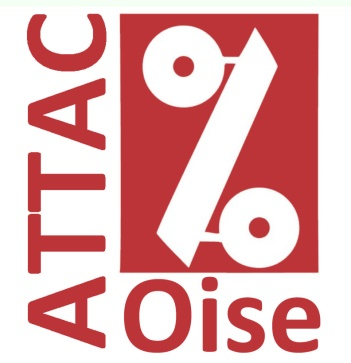 ATTAC
%
Oise